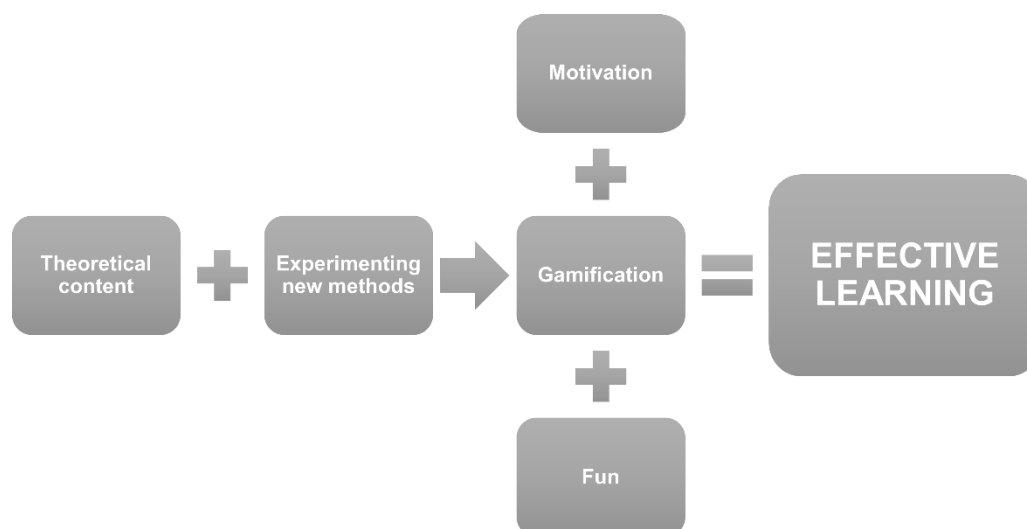 Motivation
Theoretical
content
Experimenting
new methods
Gamification
EFFECTIVE
LEARNING
Fun